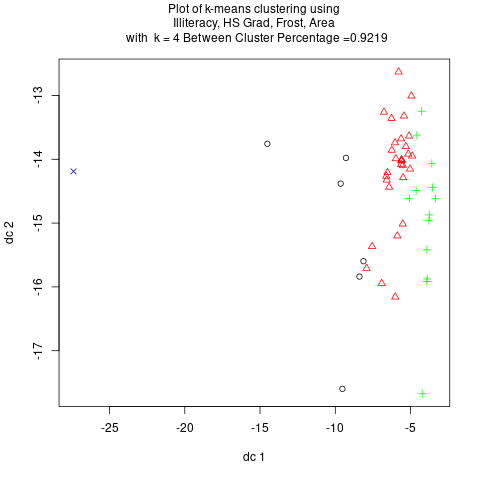 Plot of k-means clustering using
Illiteracy, HS Grad, Frost, Area
with k = 4 Between Cluster Percentage =0.9219
-13
-14
-15
-16
-17
dc 2
-25
-20
-15
-10
-5
dc 1